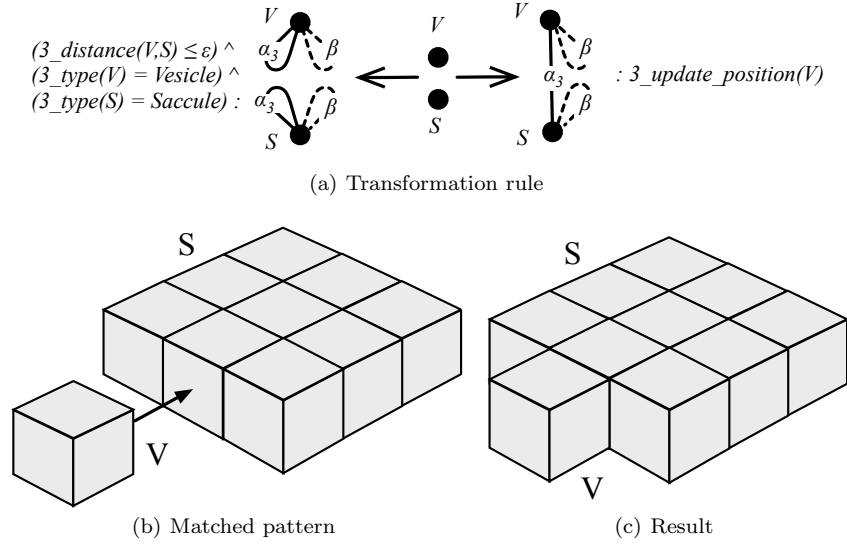 V V V
(3_distance(V,S) ≤ ε) ^ α3 β
(3_type(V) = Vesicle) ^ α3 β : 3_update_position(V)
(3_type(S) = Saccule) : α3 β β
S S S
(a) Transformation rule
S S
V V
(b) Matched pattern (c) Result